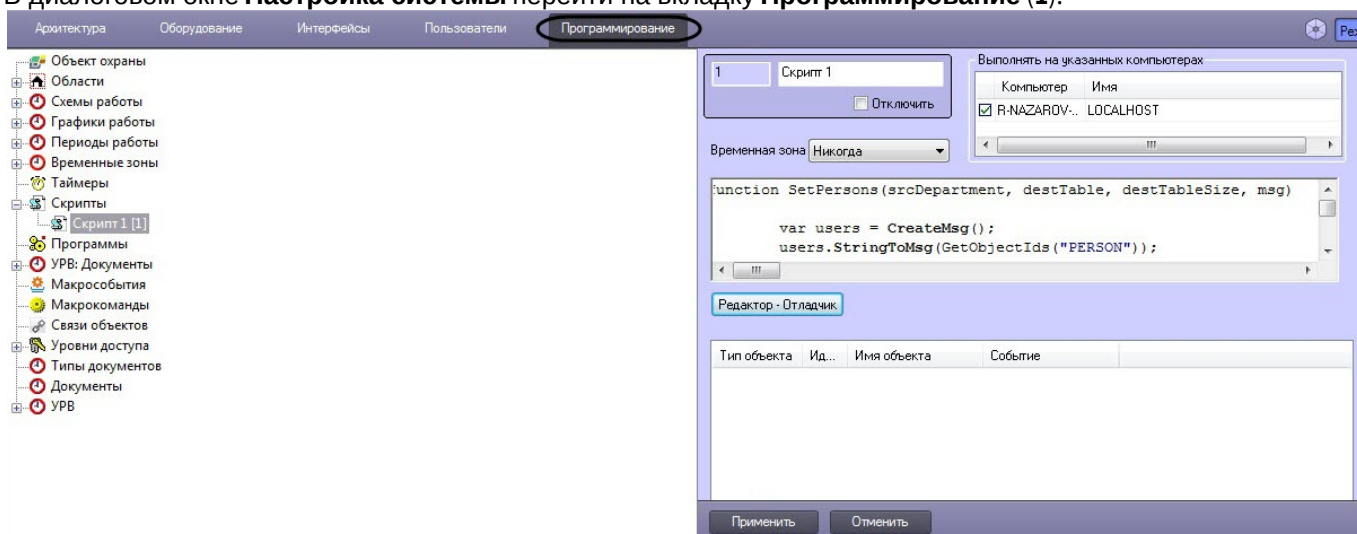 В диалоговом окне Настройка системы перейти на вкладку Программирование (1).
Архитектура Оборудование Интерфейсы Пользователи Программирование
Объект охраны
Области
Схемы работы
Графики работы
Периоды работы
Временные зоны
Таймеры
Скрипты
Скрипт 1 [1]
Программы
УРВ: Документы
Макрособытия
Макрокоманды
Связи объектов
Уровни доступа
Типы документов
Документы
УРВ
1 Скрипт 1
Отключить
Временная зона Никогда
Выполнять на указанных компьютерах
Компьютер Имя
R-NAZAROV-.. LOCALHOST
function SetPersons(srcDepartment, destTable, destTableSize, msg)
var users = CreateMsg();
users.StringToMsg(GetObjectIds("PERSON"));
Редактор - Отладчик
Тип объекта Ид... Имя объекта Событие
Применить Отменить